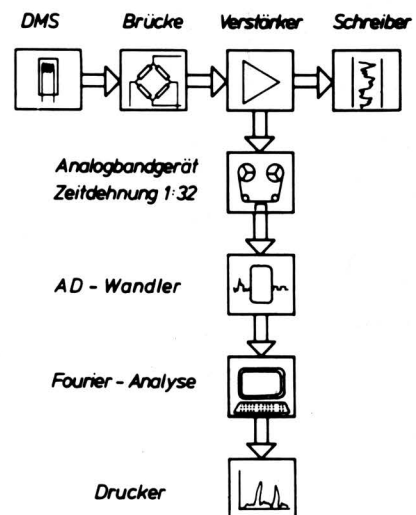 DMS Brücke Verstärker Schreiber
Analogbandgerät
Zeitdehnung 1:32
AD - Wandler
Fourier - Analyse
Drucker